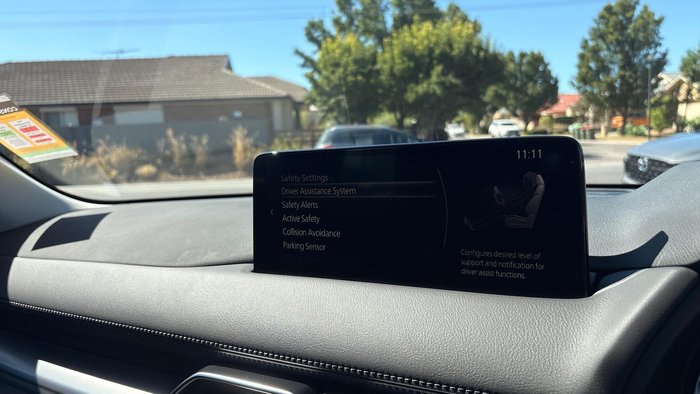 11:11
Safety Settings
Driver Assistance System
Safety Alerts
Active Safety
Collision Avoidance
Parking Sensor
Configures desired level of
support and notification for
driver assist functions.